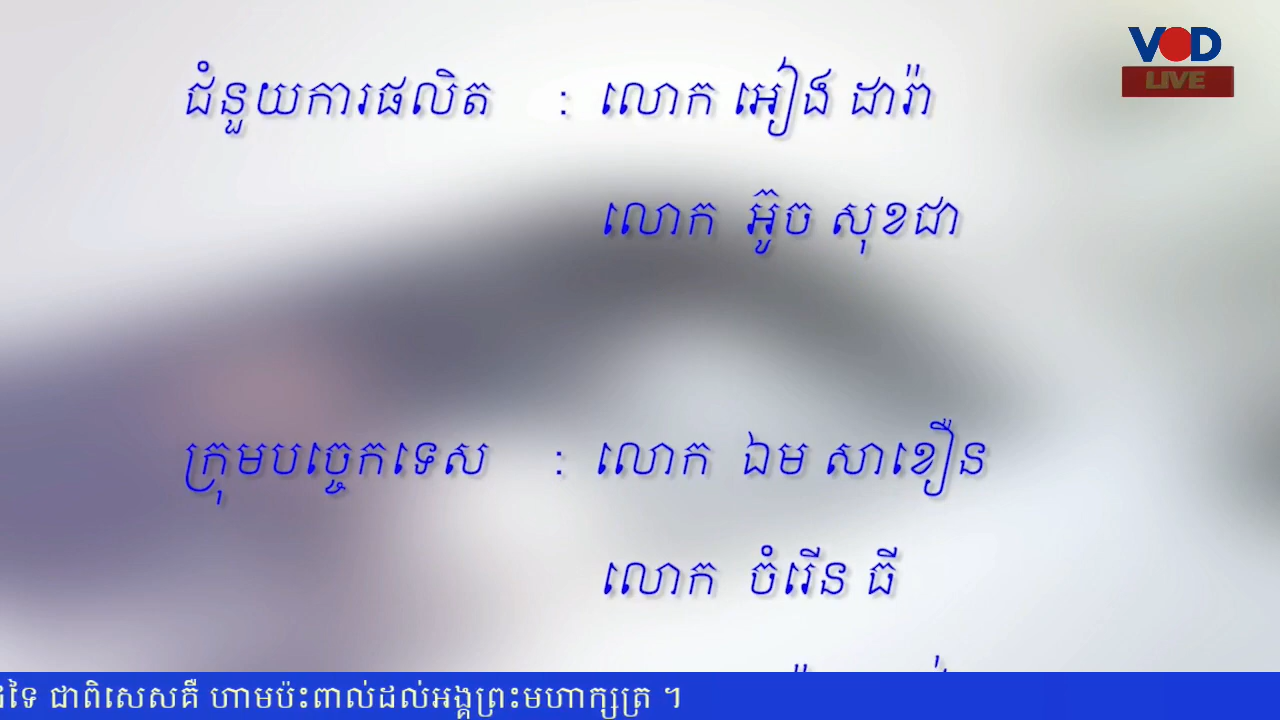 VOD
LIVE
ជំនួយការផលិត : លោក អៀង ដារ៉ា
លោក អ៊ូច សុខជា
ក្រុមបច្ចេកទេស : លោក ឯម សាខឿន
លោក ចំរើន ធី
ជាពិសេសគឺ ហាមប៉ះពាល់ដល់អង្គព្រះមហាក្សត្រ ។